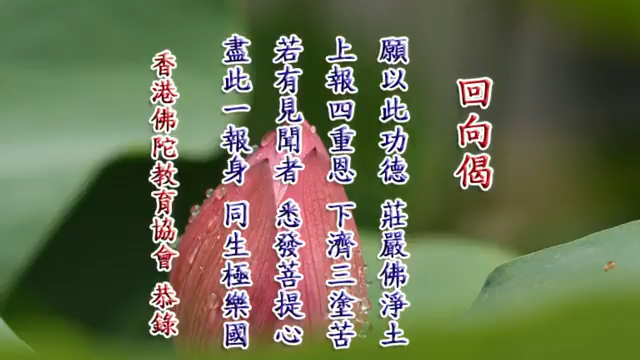 回向偈
願以此功德 莊嚴佛淨土
上報四重恩 下濟三塗苦
若有見聞者 悉發菩提心
盡此一報身 同生極樂國
香港佛陀教育協會 恭錄